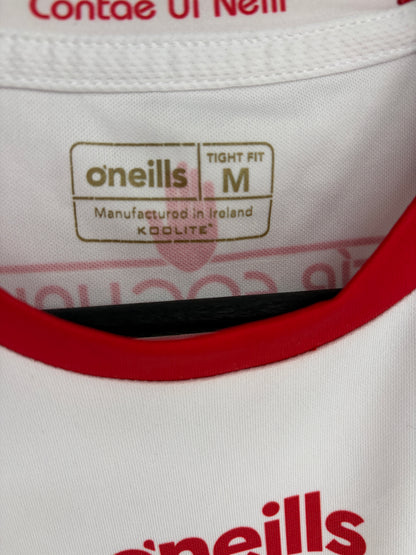 Contae Uí Néill
o'neills
TIGHT FIT
M
Manufactured in Ireland
KOOLITE
o'neills